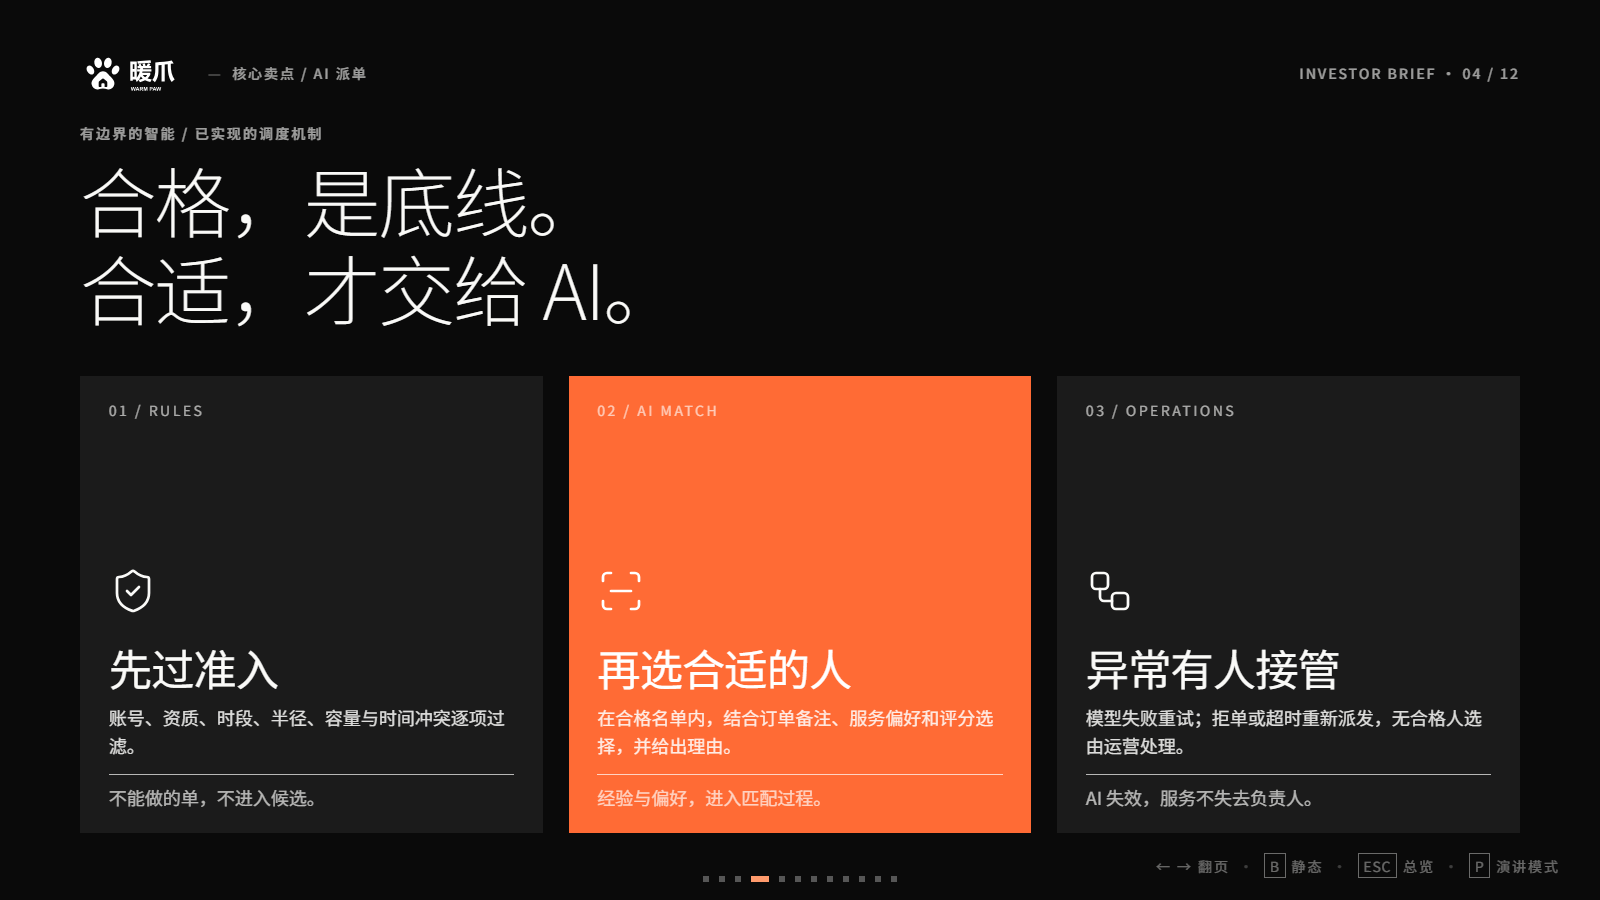 暖爪
WARM PAW
— 核心卖点 / AI 派单
INVESTOR BRIEF · 04 / 12
有边界的智能 / 已实现的调度机制
合格，是底线。
合适，才交给 AI。
01 / RULES
先过准入
账号、资质、时段、半径、容量与时间冲突逐项过
滤。
不能做的单，不进入候选。
02 / AI MATCH
再选合适的人
在合格名单内，结合订单备注、服务偏好和评分选
择，并给出理由。
经验与偏好，进入匹配过程。
03 / OPERATIONS
异常有人接管
模型失败重试；拒单或超时重新派发，无合格人选
由运营处理。
AI 失效，服务不失去负责人。
← → 翻页 · B 静态 · ESC 总览 · P 演讲模式